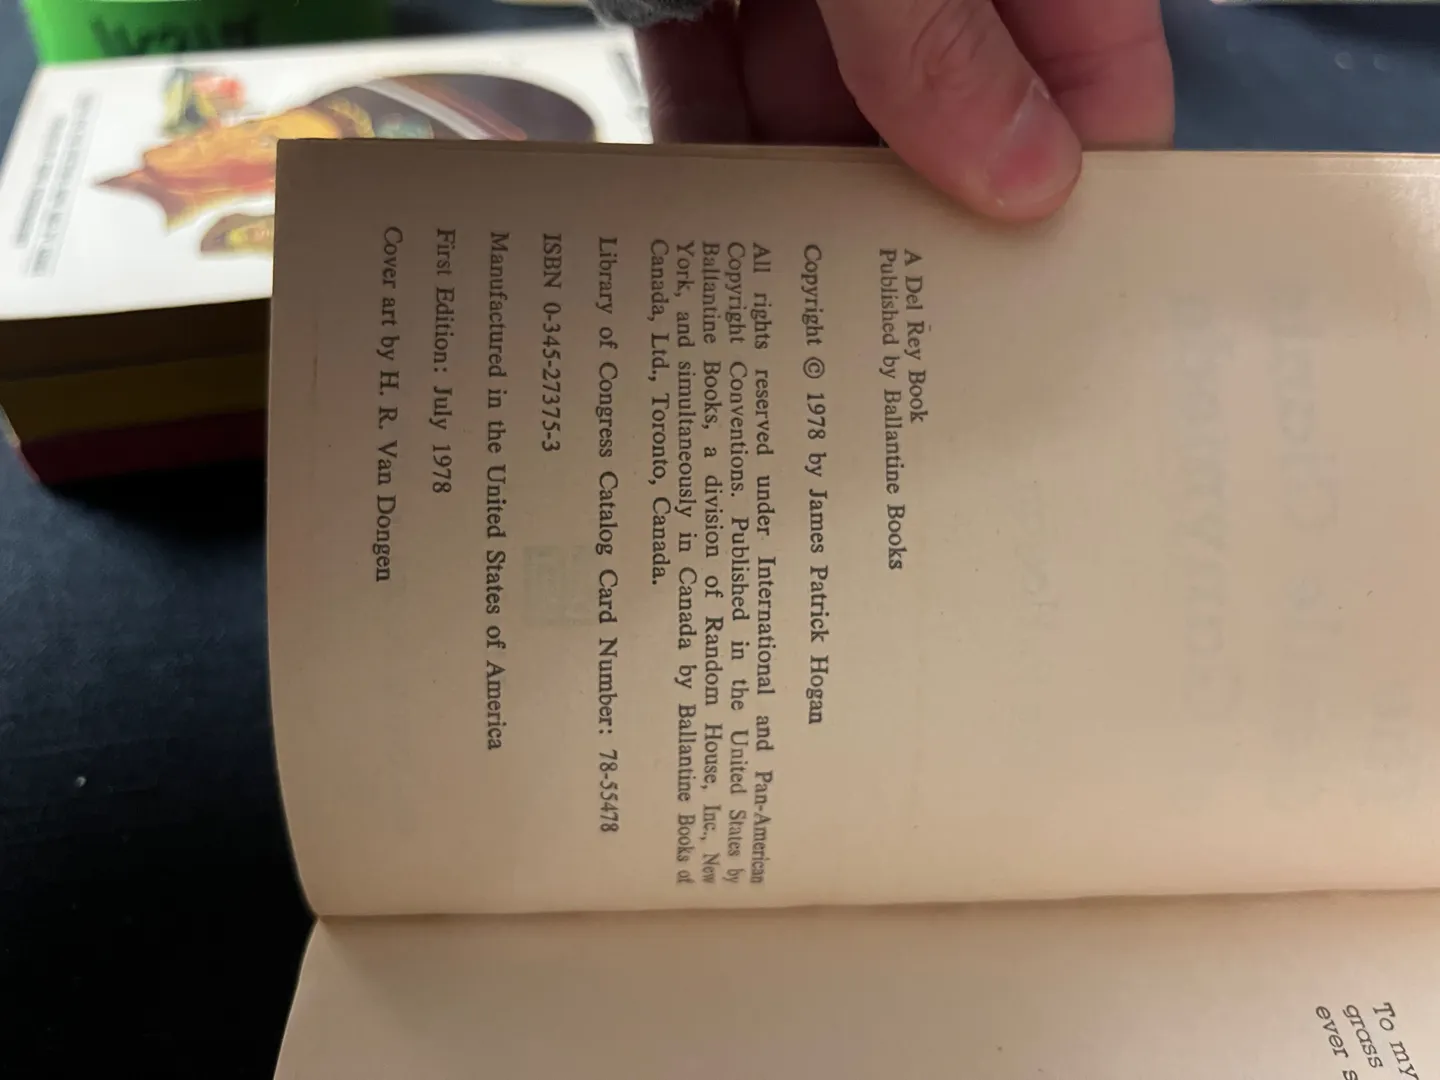 A Del Rey Book
Published by Ballantine Books
Copyright © 1978 by James Patrick Hogan
All rights reserved under International and Pan-American
Copyright Conventions. Published in the United States by
Ballantine Books, a division of Random House, Inc., New
York, and simultaneously in Canada by Ballantine Books of
Canada, Ltd., Toronto, Canada.
Library of Congress Catalog Card Number: 78-55478
ISBN 0-345-27375-3
Manufactured in the United States of America
First Edition: July 1978
Cover art by H. R. Van Dongen
To my
grass
ever